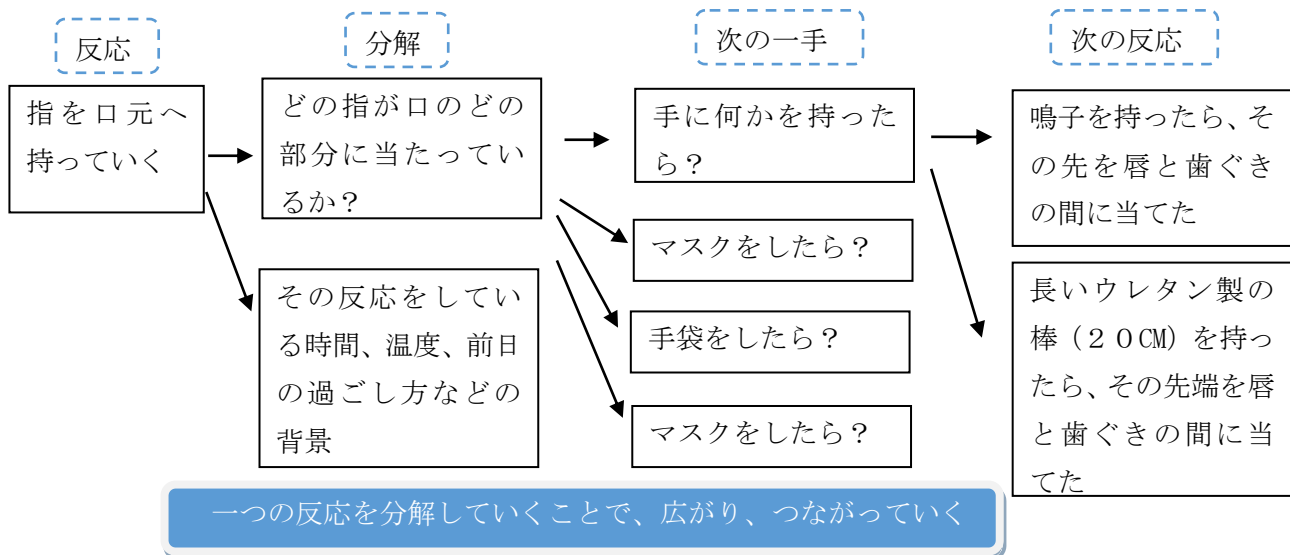 反応
分解
次の一手
次の反応
指を口元へ
持っていく
どの指が口のどの
部分に当たってい
るか？
手に何かを持った
ら？
鳴子を持ったら、そ
の先を唇と歯ぐき
の間に当てた
マスクをしたら？
その反応をしてい
る時間、温度、前日
の過ごし方などの
背景
手袋をしたら？
マスクをしたら？
長いウレタン製の
棒（２０CM）を持っ
たら、その先端を唇
と歯ぐきの間に当
てた
一つの反応を分解していくことで、広がり、つながっていく